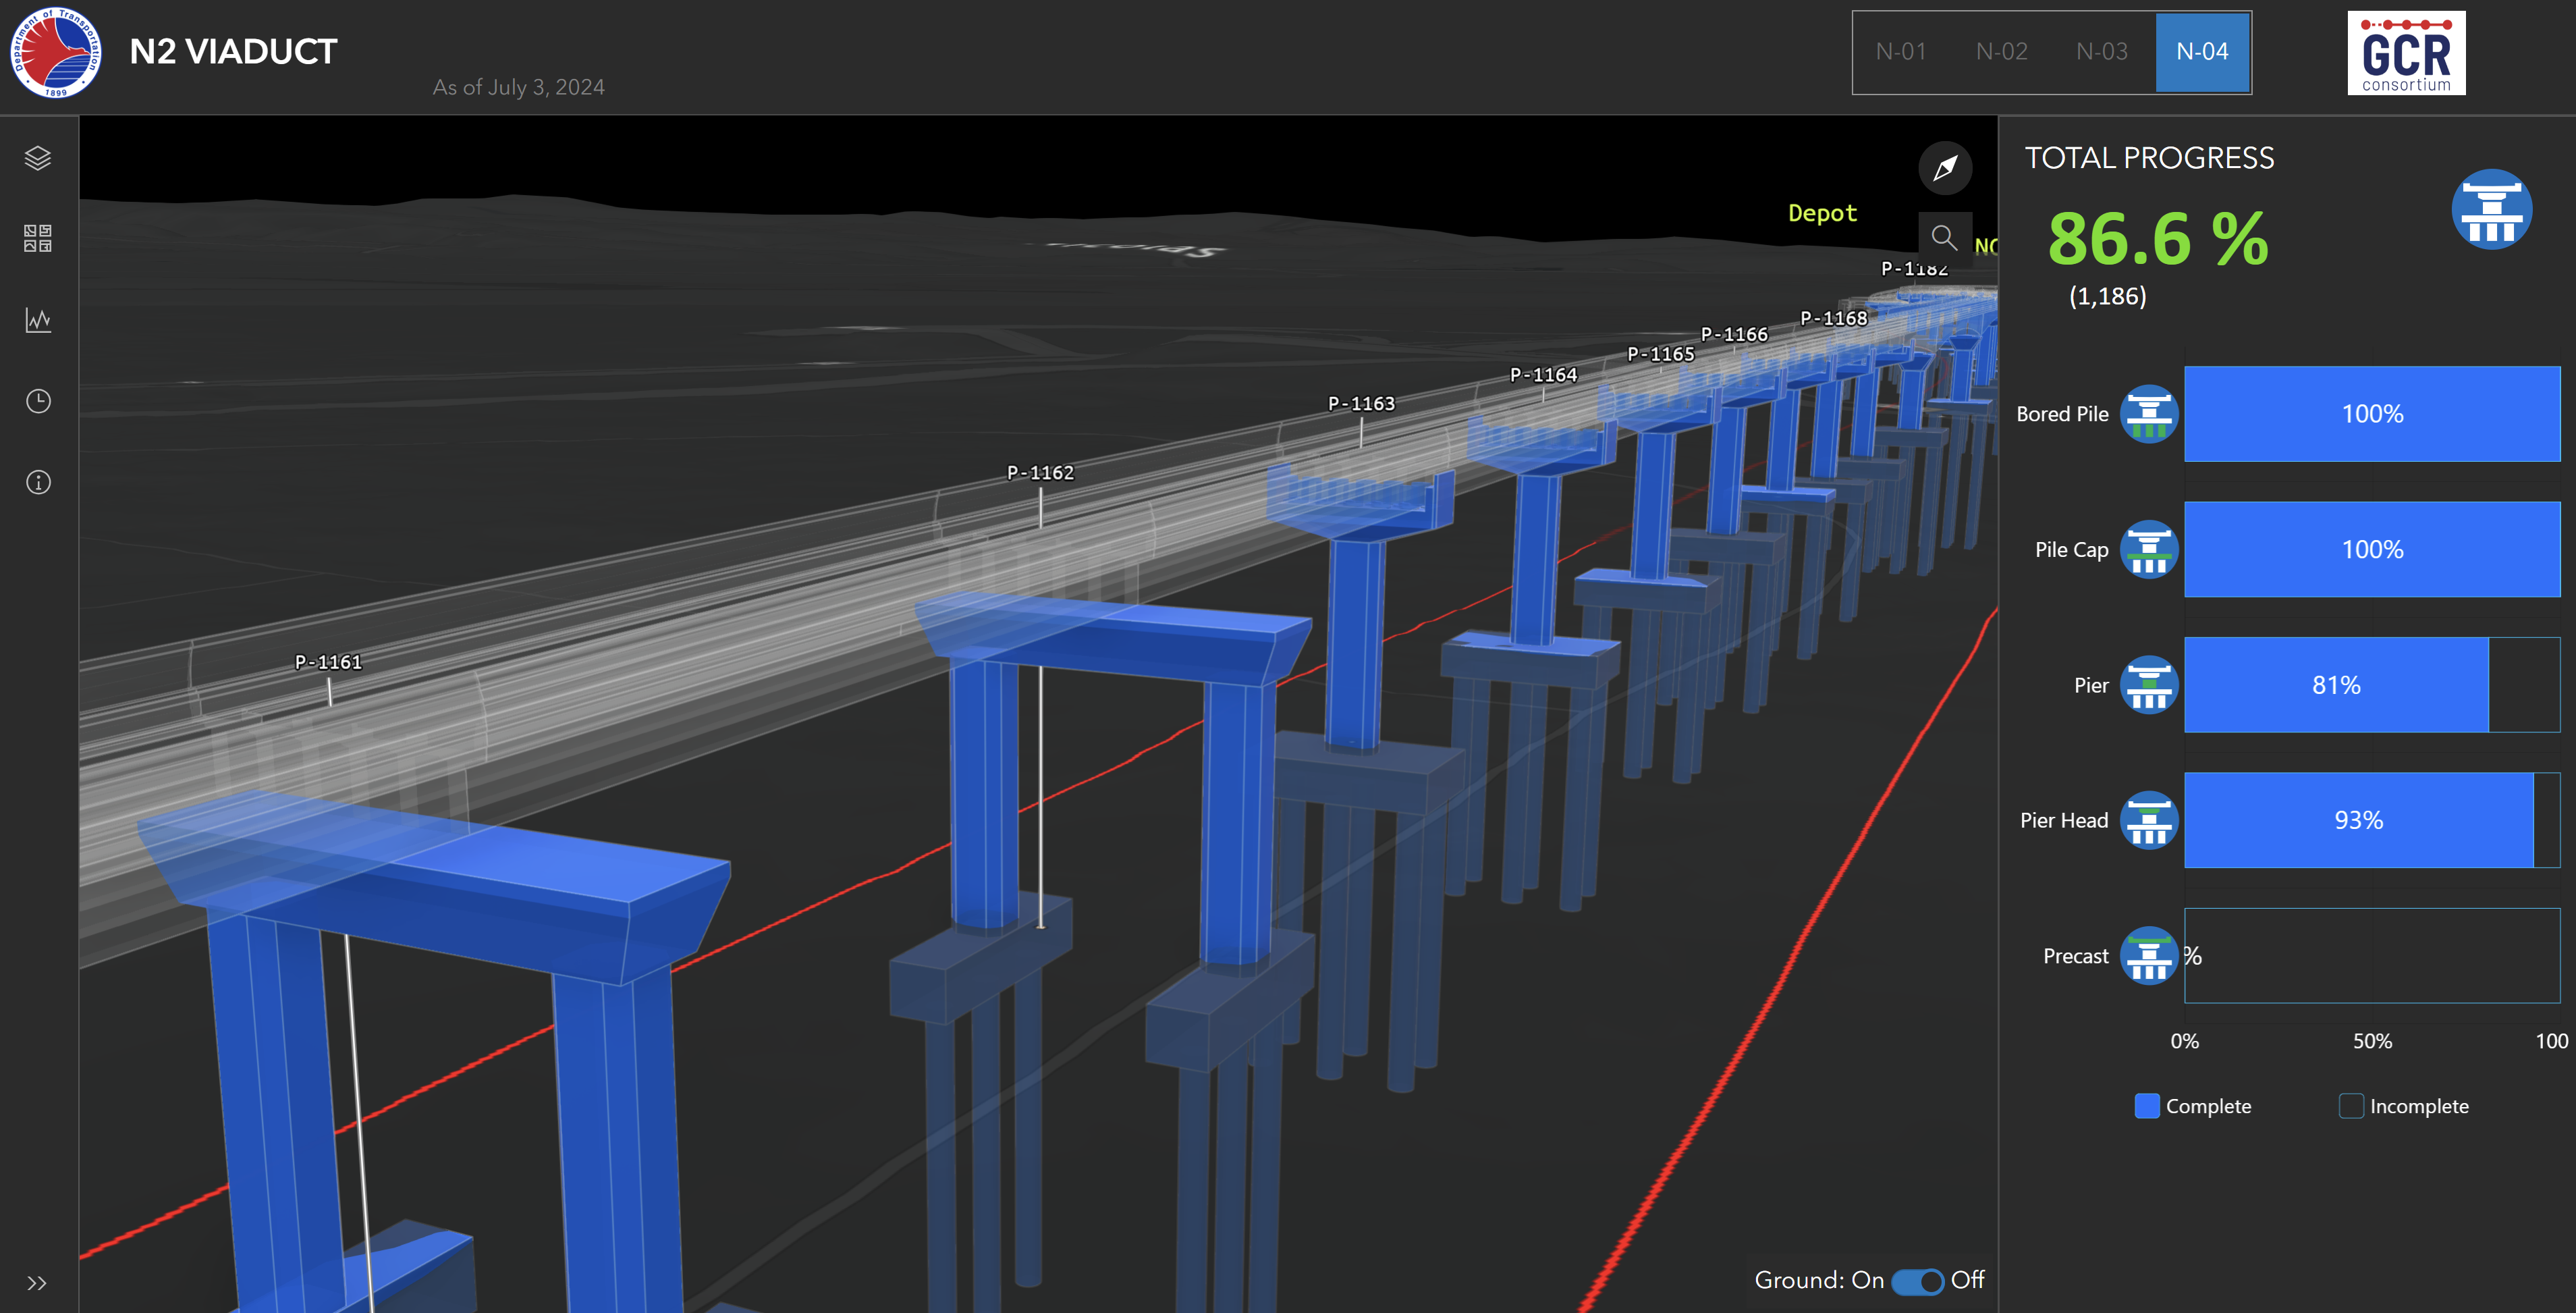 Department of Transportation
1899
N2 VIADUCT
As of July 3, 2024
N-01
N-02
N-03
N-04
GCR
consortium
Depot
NO
P-1182
P-1168
P-1166
P-1165
P-1164
P-1163
P-1162
P-1161
Ground: On
Off
TOTAL PROGRESS
86.6 %
(1,186)
Bored Pile
100%
Pile Cap
100%
Pier
81%
Pier Head
93%
Precast
%
0%
50%
100
Complete
Incomplete